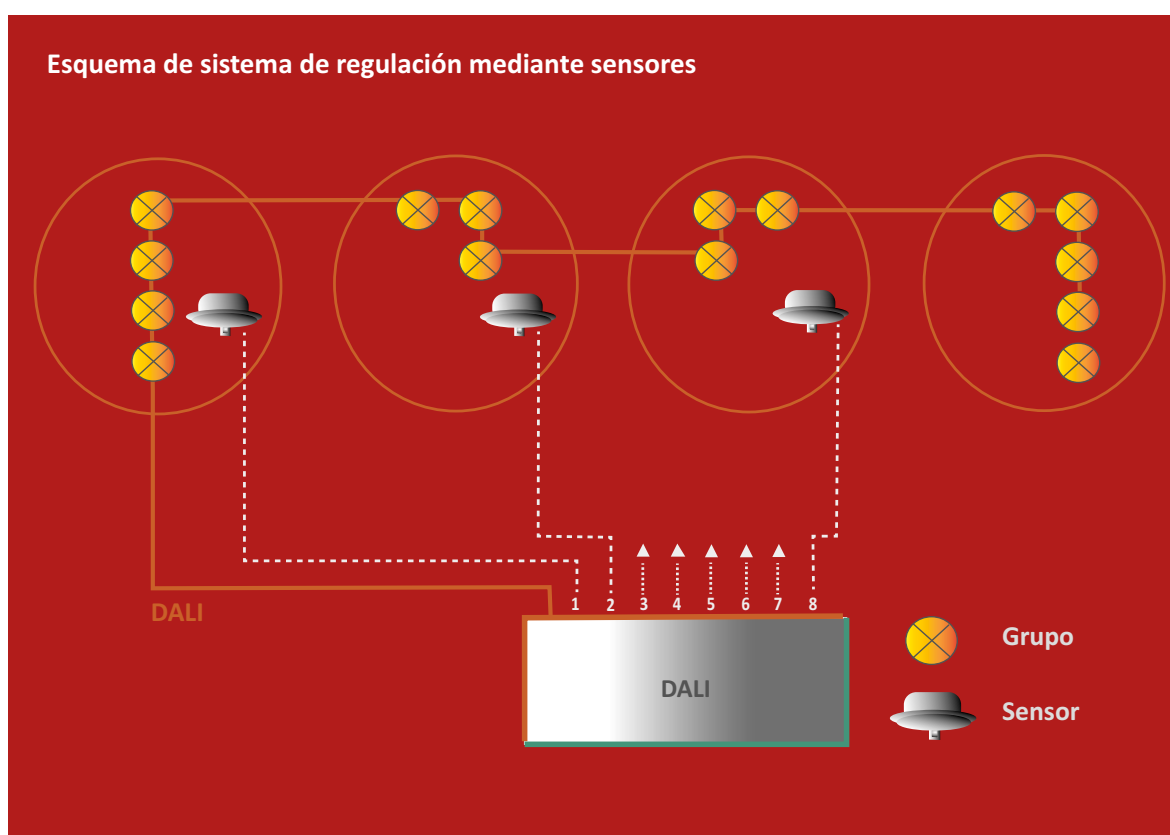 Esquema de sistema de regulación mediante sensores
1 2 3 4 5 6 7 8
DALI
DALI
Grupo
Sensor